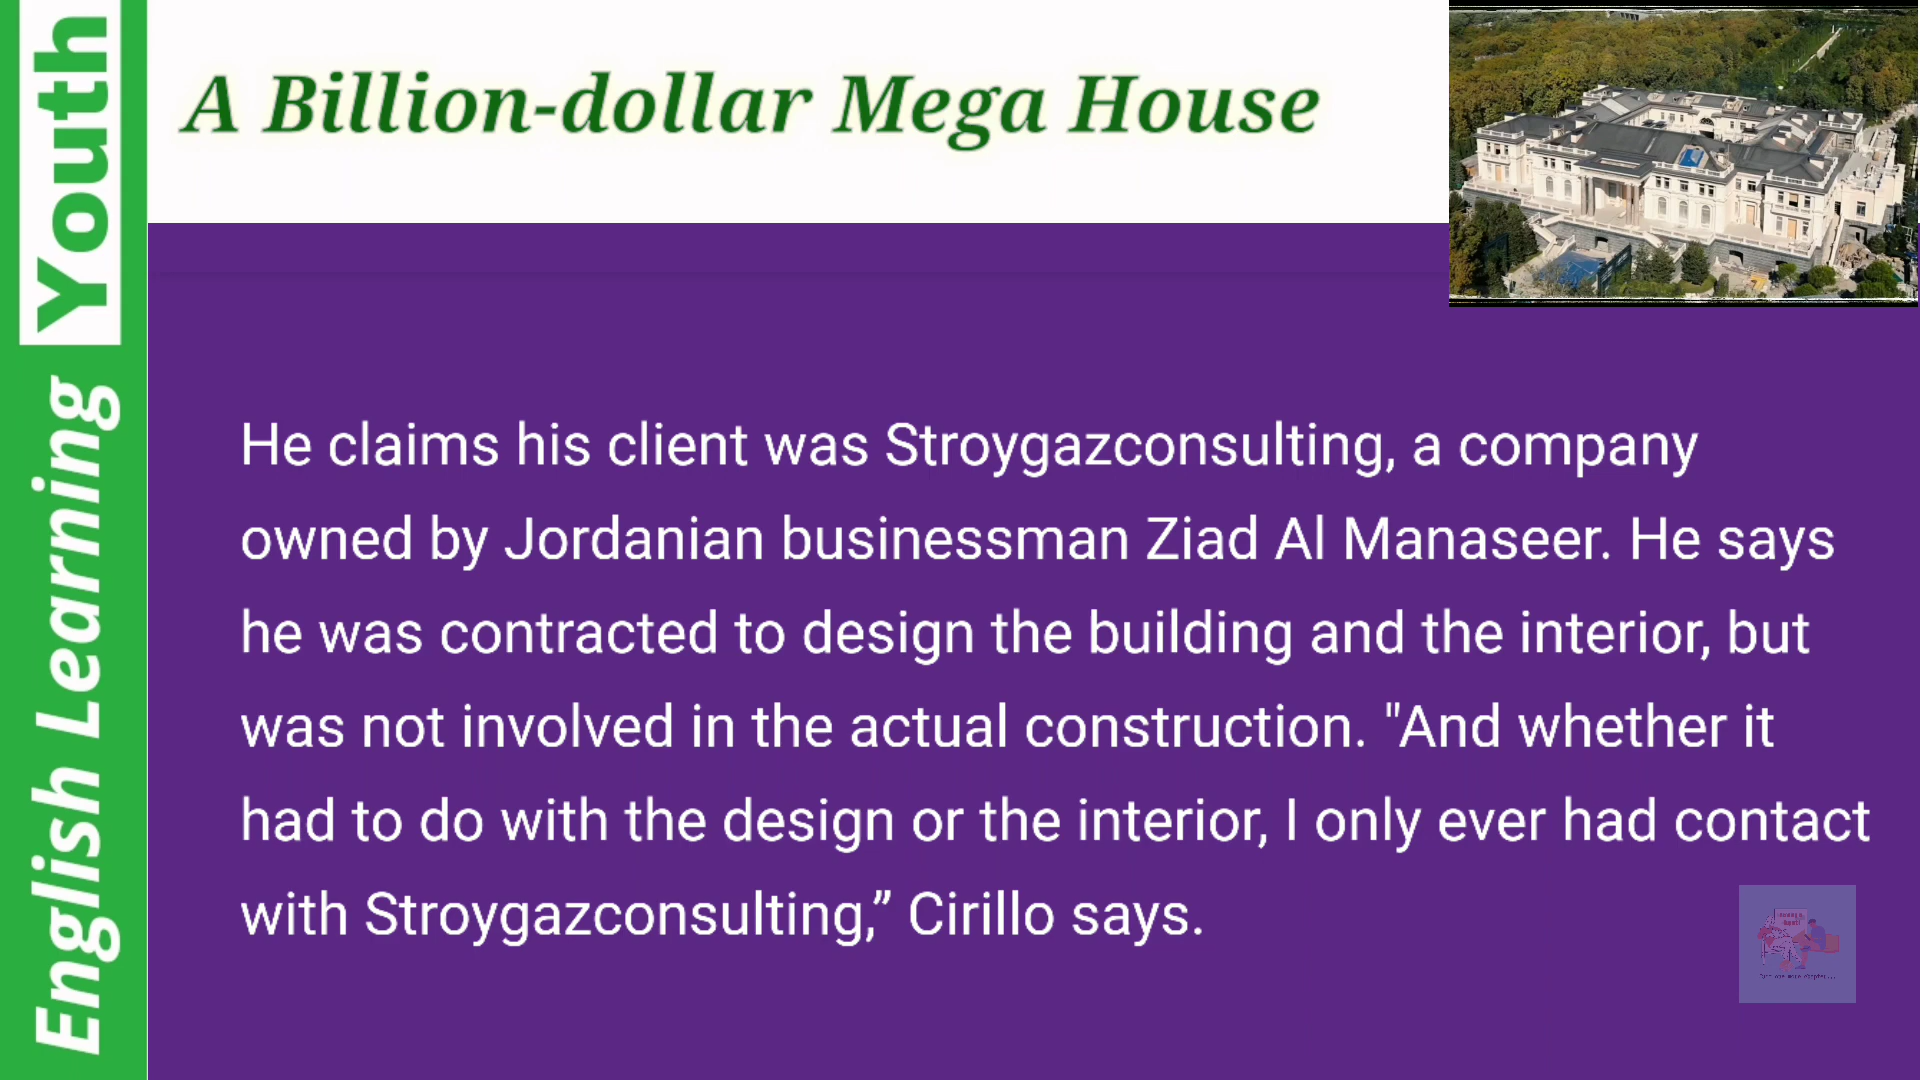 English Learning Youth
A Billion-dollar Mega House
He claims his client was Stroygazconsulting, a company
owned by Jordanian businessman Ziad Al Manaseer. He says
he was contracted to design the building and the interior, but
was not involved in the actual construction. "And whether it
had to do with the design or the interior, I only ever had contact
with Stroygazconsulting,” Cirillo says.